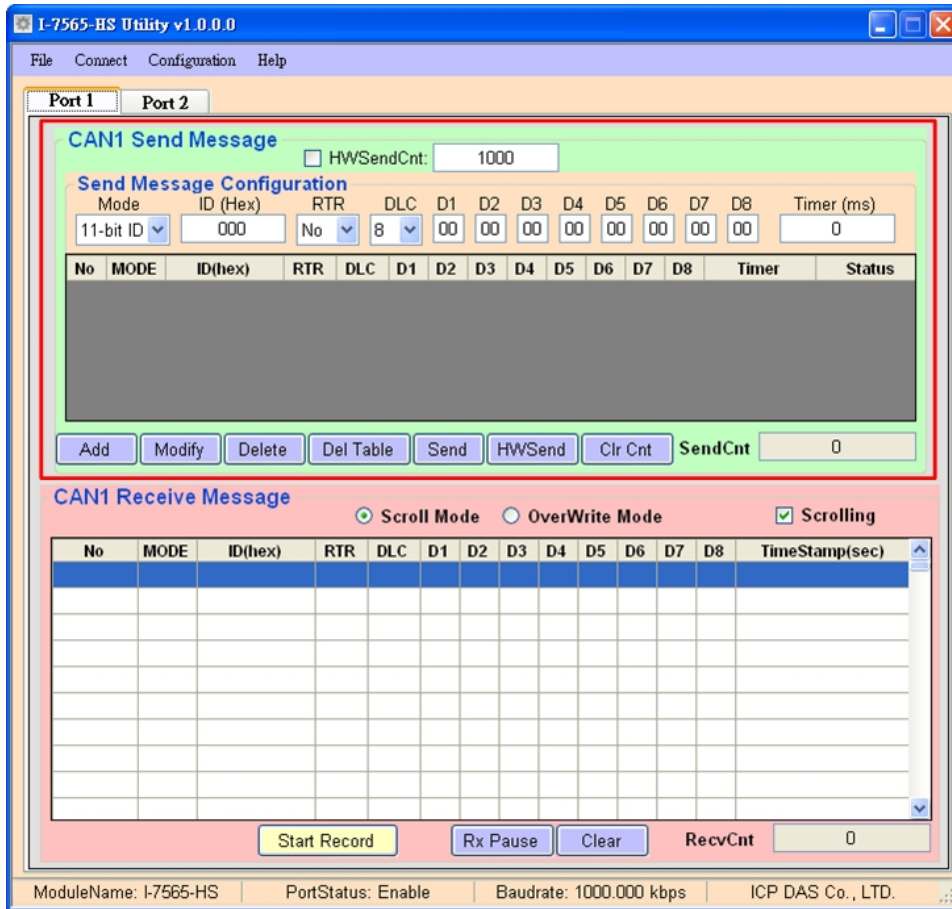 I-7565-HS Utility v1.0.0.0
File Connect Configuration Help
Port 1 Port 2
CAN1 Send Message
HWSendCnt: 1000
Send Message Configuration
Mode ID (Hex) RTR DLC D1 D2 D3 D4 D5 D6 D7 D8 Timer (ms)
11-bit ID 000 No 8 00 00 00 00 00 00 00 00 0
No MODE ID(hex) RTR DLC D1 D2 D3 D4 D5 D6 D7 D8 Timer Status
Add Modify Delete Del Table Send HWSend Clr Cnt SendCnt 0
CAN1 Receive Message
Scroll Mode OverWrite Mode Scrolling
No MODE ID(hex) RTR DLC D1 D2 D3 D4 D5 D6 D7 D8 TimeStamp(sec)
Start Record Rx Pause Clear RecvCnt 0
ModuleName: I-7565-HS PortStatus: Enable Baudrate: 1000.000 kbps ICP DAS Co., LTD.